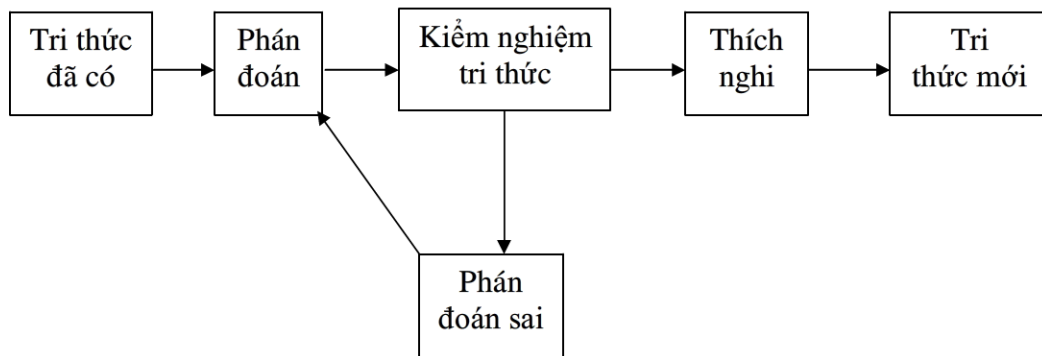 Tri thức
đã có
Phán
đoán
Kiểm nghiệm
tri thức
Thích
nghi
Tri
thức mới
Phán
đoán sai